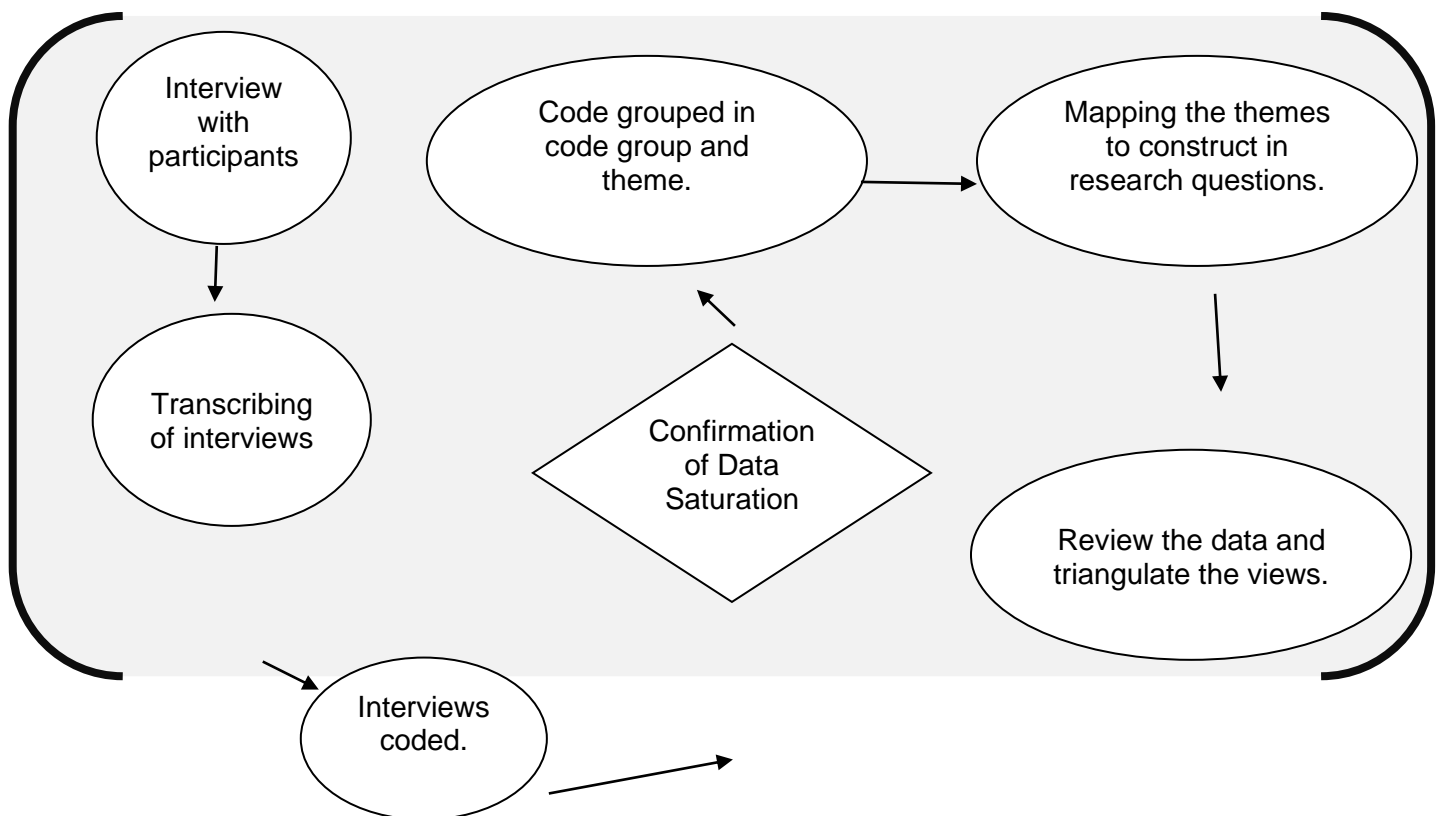 Interview
with
participants
Transcribing
of interviews
Interviews
coded.
Confirmation
of Data
Saturation
Code grouped in
code group and
theme.
Mapping the themes
to construct in
research questions.
Review the data and
triangulate the views.